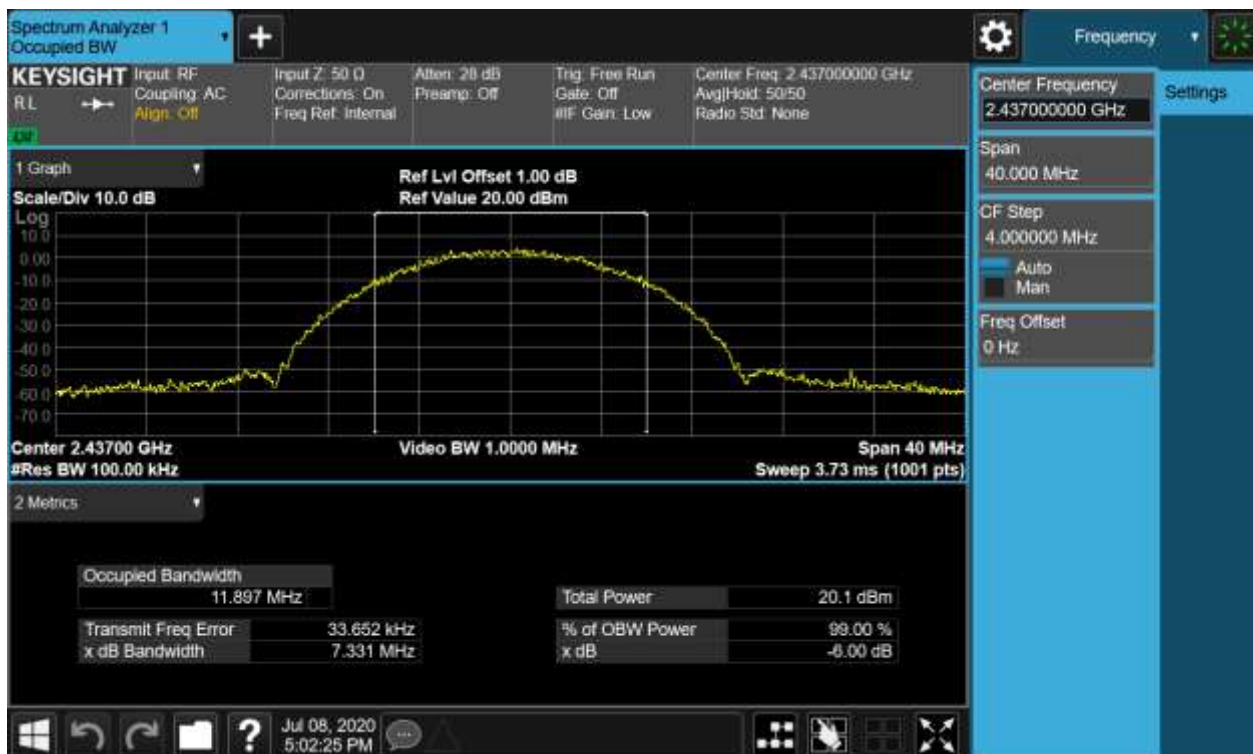 Spectrum Analyzer 1
Occupied BW
+
Frequency
KEYSIGHT
RL
Input: RF
Coupling: AC
Align: Off
Input Z: 50 Ω
Corrections: On
Freq Ref: Internal
Atten: 28 dB
Preamp: Off
Trig: Free Run
Gate: Off
#IF Gain: Low
Center Freq: 2.437000000 GHz
Avg|Hold: 50/50
Radio Std: None
Center Frequency
2.437000000 GHz
Settings
Span
40.000 MHz
CF Step
4.000000 MHz
Auto
Man
Freq Offset
0 Hz
1 Graph
Scale/Div 10.0 dB
Ref Lvl Offset 1.00 dB
Ref Value 20.00 dBm
Log
10.0
0.00
-10.0
-20.0
-30.0
-40.0
-50.0
-60.0
-70.0
Center 2.43700 GHz
Video BW 1.0000 MHz
Span 40 MHz
#Res BW 100.00 kHz
Sweep 3.73 ms (1001 pts)
2 Metrics
Occupied Bandwidth
11.897 MHz
Total Power 20.1 dBm
Transmit Freq Error 33.652 kHz
% of OBW Power 99.00 %
x dB Bandwidth 7.331 MHz
x dB -6.00 dB
?
Jul 08, 2020
5:02:25 PM